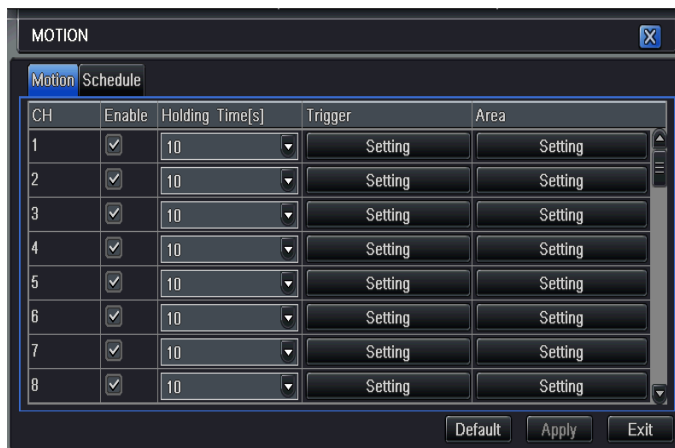 MOTION
Motion Schedule
CH Enable Holding Time[s] Trigger Area
1 10 Setting Setting
2 10 Setting Setting
3 10 Setting Setting
4 10 Setting Setting
5 10 Setting Setting
6 10 Setting Setting
7 10 Setting Setting
8 10 Setting Setting
Default Apply Exit